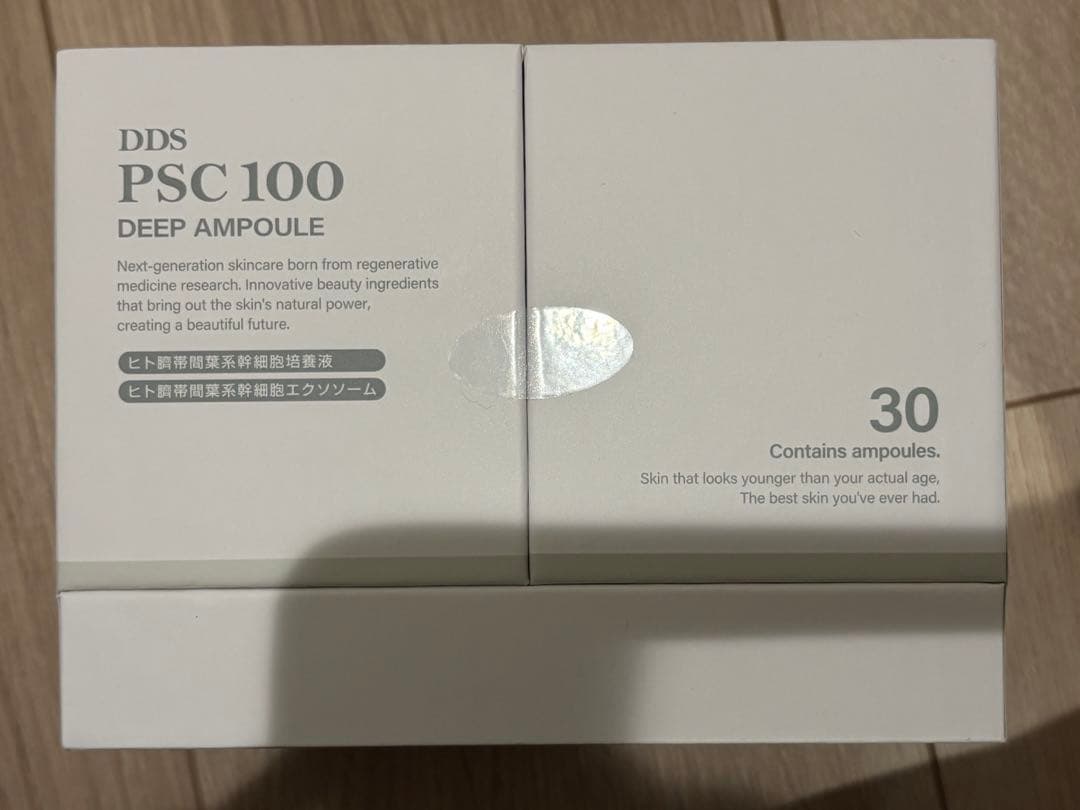 DDS
PSC 100
DEEP AMPOULE
Next-generation skincare born from regenerative
medicine research. Innovative beauty ingredients
that bring out the skin's natural power,
creating a beautiful future.
ヒト臍帯間葉系幹細胞培養液
ヒト臍帯間葉系幹細胞エクソソーム
30
Contains ampoules.
Skin that looks younger than your actual age,
The best skin you've ever had.